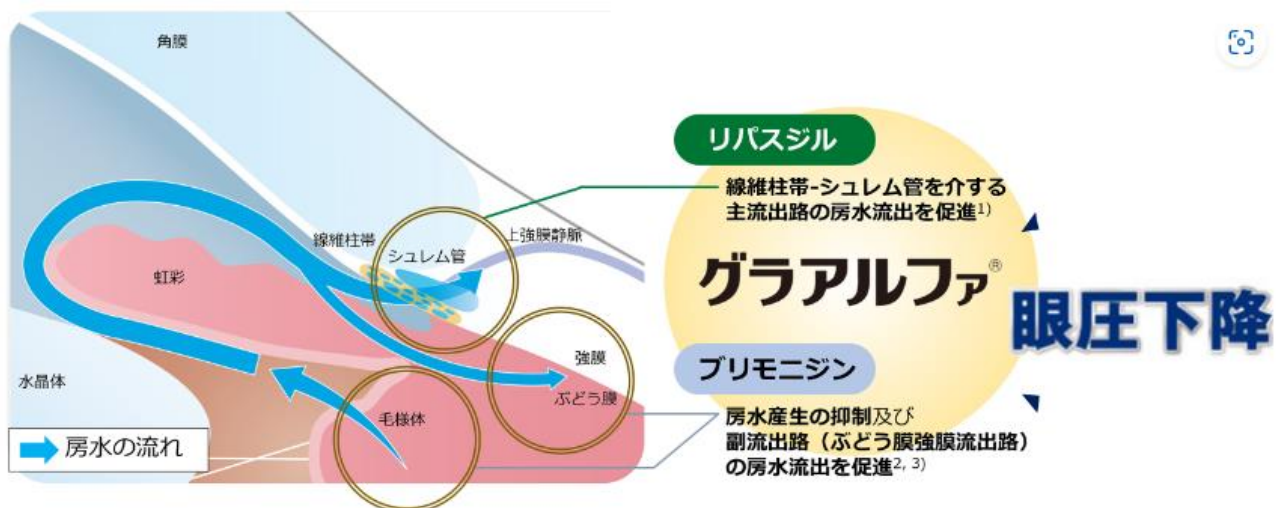 角膜
リパスジル
線維柱帯-シュレム管を介する
主流出路の房水流出を促進1)
線維柱帯
シュレム管
上強膜静脈
虹彩
グラアルファ®
眼圧下降
強膜
ぶどう膜
ブリモニジン
水晶体
毛様体
房水産生の抑制及び
副流出路（ぶどう膜強膜流出路）
の房水流出を促進2, 3)
房水の流れ